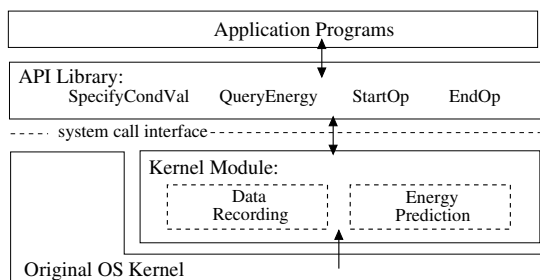 Application Programs
API Library:
SpecifyCondVal QueryEnergy StartOp EndOp
system call interface
Kernel Module:
Data Recording
Energy Prediction
Original OS Kernel